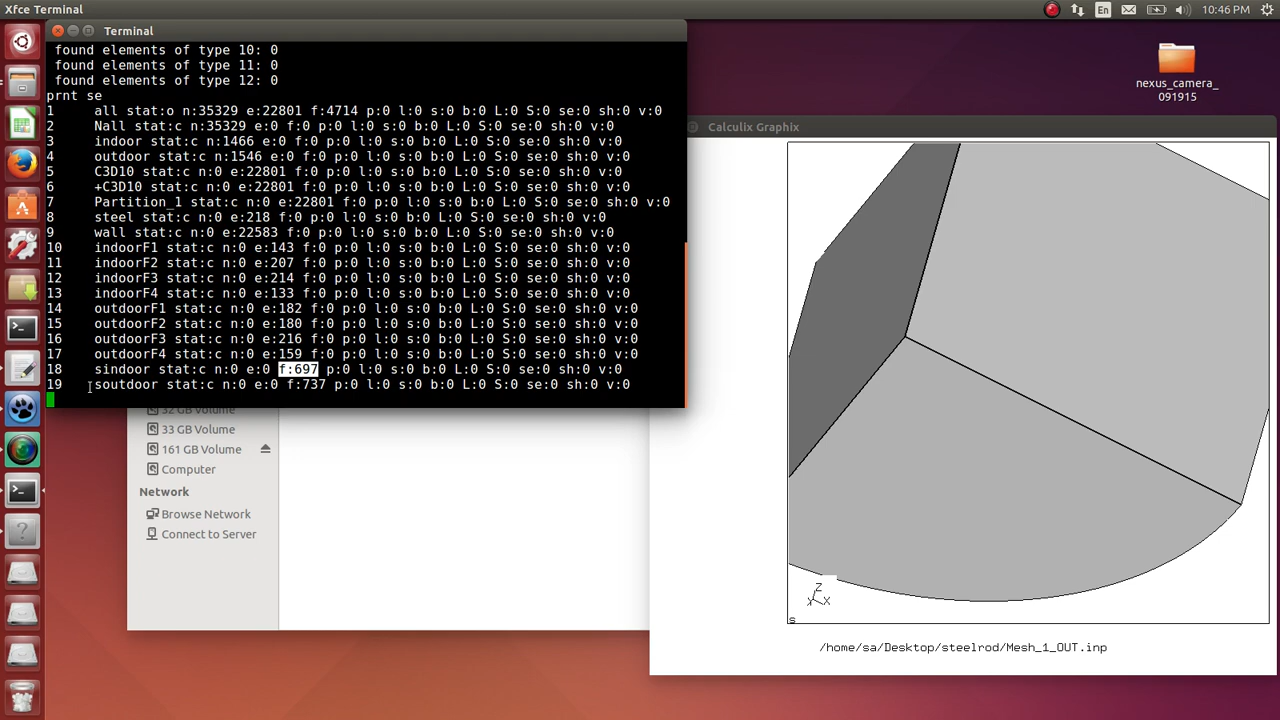 Xfce Terminal
En
10:46 PM
Terminal
found elements of type 10: 0
found elements of type 11: 0
found elements of type 12: 0
prnt se
1 all stat:o n:35329 e:22801 f:4714 p:0 l:0 s:0 b:0 L:0 S:0 se:0 sh:0 v:0
2 Nall stat:c n:35329 e:0 f:0 p:0 l:0 s:0 b:0 L:0 S:0 se:0 sh:0 v:0
3 indoor stat:c n:1466 e:0 f:0 p:0 l:0 s:0 b:0 L:0 S:0 se:0 sh:0 v:0
4 outdoor stat:c n:1546 e:0 f:0 p:0 l:0 s:0 b:0 L:0 S:0 se:0 sh:0 v:0
5 C3D10 stat:c n:0 e:22801 f:0 p:0 l:0 s:0 b:0 L:0 S:0 se:0 sh:0 v:0
6 +C3D10 stat:c n:0 e:22801 f:0 p:0 l:0 s:0 b:0 L:0 S:0 se:0 sh:0 v:0
7 Partition_1 stat:c n:0 e:22801 f:0 p:0 l:0 s:0 b:0 L:0 S:0 se:0 sh:0 v:0
8 steel stat:c n:0 e:218 f:0 p:0 l:0 s:0 b:0 L:0 S:0 se:0 sh:0 v:0
9 wall stat:c n:0 e:22583 f:0 p:0 l:0 s:0 b:0 L:0 S:0 se:0 sh:0 v:0
10 indoorF1 stat:c n:0 e:143 f:0 p:0 l:0 s:0 b:0 L:0 S:0 se:0 sh:0 v:0
11 indoorF2 stat:c n:0 e:207 f:0 p:0 l:0 s:0 b:0 L:0 S:0 se:0 sh:0 v:0
12 indoorF3 stat:c n:0 e:214 f:0 p:0 l:0 s:0 b:0 L:0 S:0 se:0 sh:0 v:0
13 indoorF4 stat:c n:0 e:133 f:0 p:0 l:0 s:0 b:0 L:0 S:0 se:0 sh:0 v:0
14 outdoorF1 stat:c n:0 e:182 f:0 p:0 l:0 s:0 b:0 L:0 S:0 se:0 sh:0 v:0
15 outdoorF2 stat:c n:0 e:180 f:0 p:0 l:0 s:0 b:0 L:0 S:0 se:0 sh:0 v:0
16 outdoorF3 stat:c n:0 e:216 f:0 p:0 l:0 s:0 b:0 L:0 S:0 se:0 sh:0 v:0
17 outdoorF4 stat:c n:0 e:159 f:0 p:0 l:0 s:0 b:0 L:0 S:0 se:0 sh:0 v:0
18 sindoor stat:c n:0 e:0 f:697 p:0 l:0 s:0 b:0 L:0 S:0 se:0 sh:0 v:0
19 soutdoor stat:c n:0 e:0 f:737 p:0 l:0 s:0 b:0 L:0 S:0 se:0 sh:0 v:0
32 GB Volume
33 GB Volume
161 GB Volume
Computer
Network
Browse Network
Connect to Server
nexus_camera_
091915
Calculix Graphix
Z
Y X
s
/home/sa/Desktop/steelrod/Mesh_1_OUT.inp